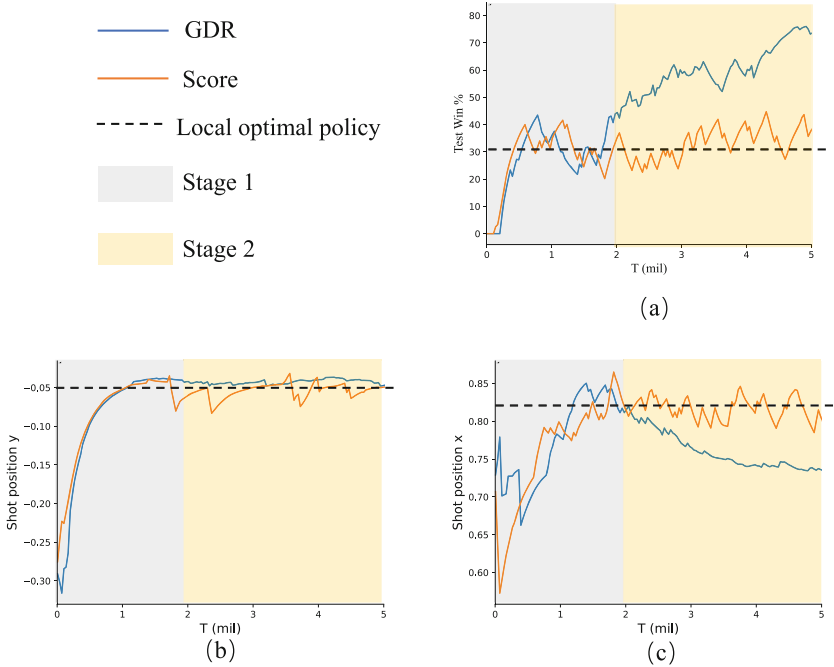 GDR
Score
Local optimal policy
Stage 1
Stage 2
80
70
60
50
40
30
20
10
0
Test Win %
0 1 2 3 4 5
T (mil)
(a)
−0.05
−0.10
−0.15
−0.20
−0.25
−0.30
Shot position y
0 1 2 3 4 5
T (mil)
(b)
0.85
0.80
0.75
0.70
0.65
0.60
Shot position x
0 1 2 3 4 5
T (mil)
(c)